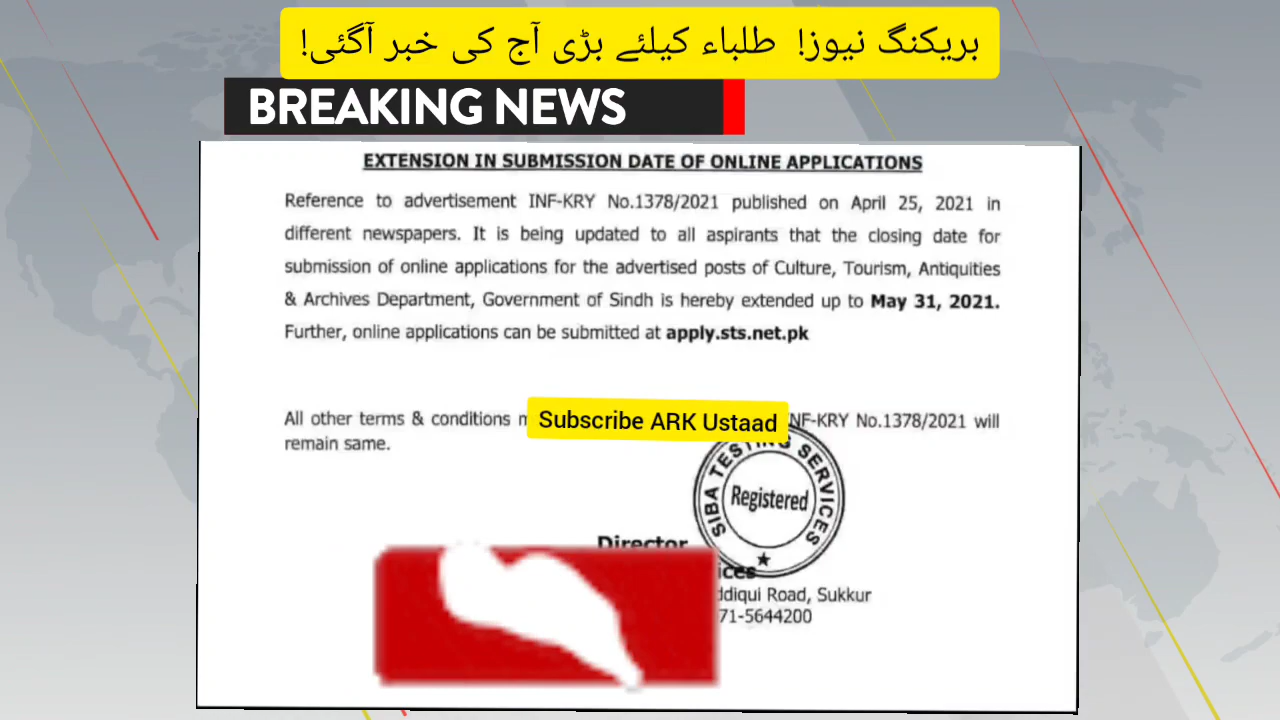 بریکنگ نیوز! طلباء کیلئے بڑی آج کی خبر آگئی!
BREAKING NEWS
EXTENSION IN SUBMISSION DATE OF ONLINE APPLICATIONS
Reference to advertisement INF-KRY No.1378/2021 published on April 25, 2021 in
different newspapers. It is being updated to all aspirants that the closing date for
submission of online applications for the advertised posts of Culture, Tourism, Antiquities
& Archives Department, Government of Sindh is hereby extended up to May 31, 2021.
Further, online applications can be submitted at apply.sts.net.pk
All other terms & conditions NF-KRY No.1378/2021 will
Subscribe ARK Ustaad
remain same.
SIBA TESTING SERVICES
Registered
Director
ices
ddiqui Road, Sukkur
71-5644200